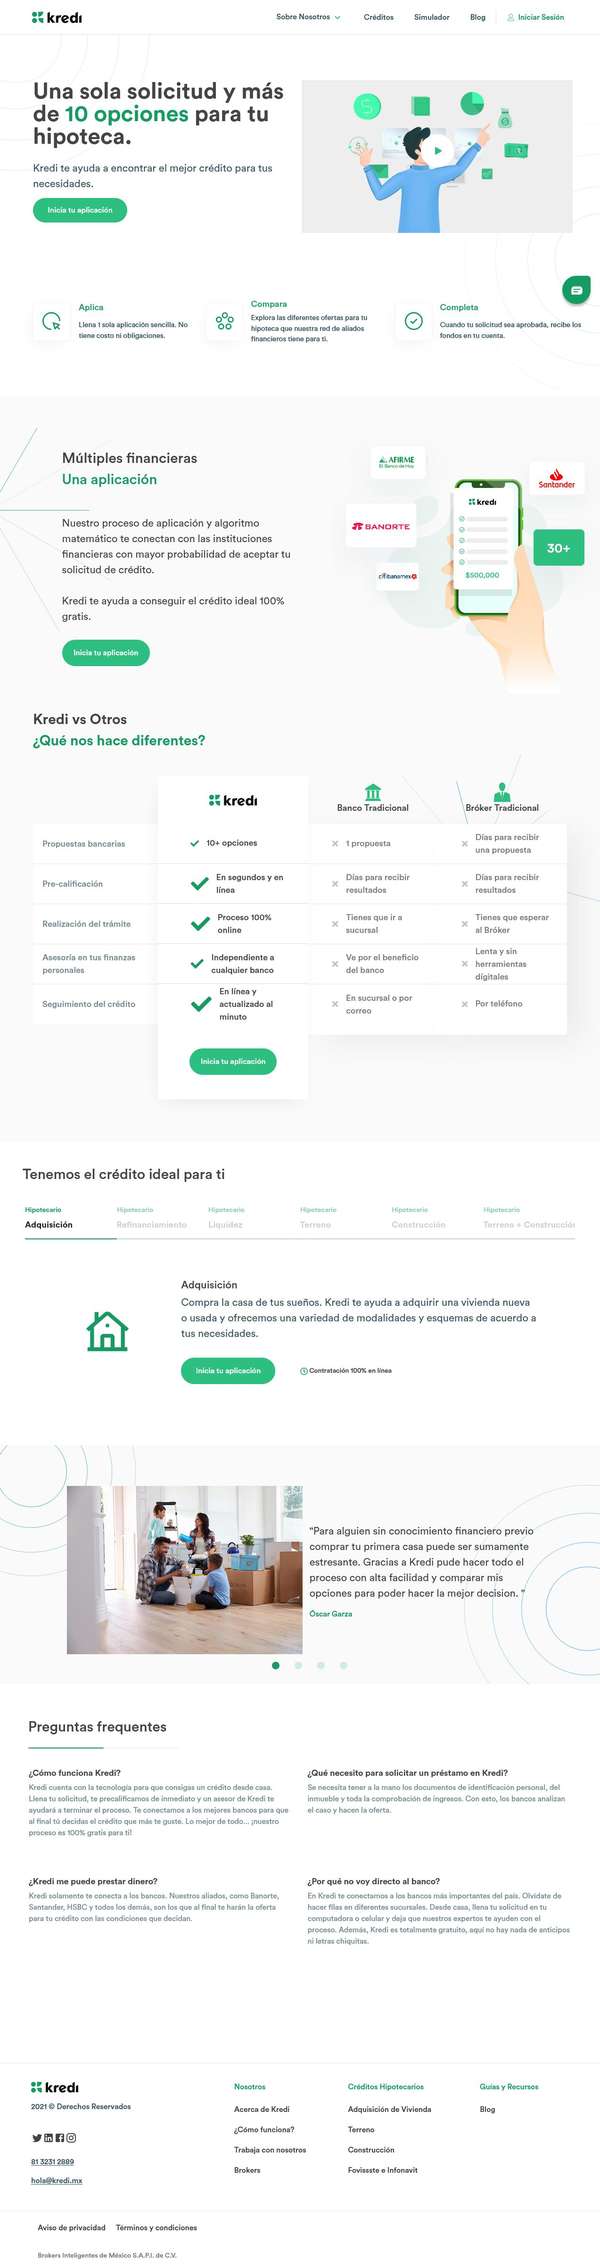 kredi
Sobre Nosotros
Créditos
Simulador
Blog
Iniciar Sesión
Una sola solicitud y más
de 10 opciones para tu
hipoteca.
Kredi te ayuda a encontrar el mejor crédito para tus
necesidades.
Inicia tu aplicación
Aplica
Llena 1 sola aplicación sencilla. No
tiene costo ni obligaciones.
Compara
Explora las diferentes ofertas para tu
hipoteca que nuestra red de aliados
financieros tiene para ti.
Completa
Cuando tu solicitud sea aprobada, recibe los
fondos en tu cuenta.
Múltiples financieras
Una aplicación
Nuestro proceso de aplicación y algoritmo
matemático te conectan con las instituciones
financieras con mayor probabilidad de aceptar tu
solicitud de crédito.
Kredi te ayuda a conseguir el crédito ideal 100%
gratis.
Inicia tu aplicación
AFIRME
El Banco de Hoy
Santander
BANORTE
citibanamex
kredi
$500,000
30+
Kredi vs Otros
¿Qué nos hace diferentes?
kredi
Banco Tradicional
Bróker Tradicional
Propuestas bancarias
10+ opciones
1 propuesta
Días para recibir
una propuesta
Pre-calificación
En segundos y en
línea
Días para recibir
resultados
Días para recibir
resultados
Realización del trámite
Proceso 100%
online
Tienes que ir a
sucursal
Tienes que esperar
al Bróker
Asesoría en tus finanzas
personales
Independiente a
cualquier banco
Ve por el beneficio
del banco
Lenta y sin
herramientas
dígitales
Seguimiento del crédito
En línea y
actualizado al
minuto
En sucursal o por
correo
Por teléfono
Inicia tu aplicación
Tenemos el crédito ideal para ti
Hipotecario
Adquisición
Hipotecario
Refinanciamiento
Hipotecario
Liquidez
Hipotecario
Terreno
Hipotecario
Construcción
Hipotecario
Terreno + Construcción
Adquisición
Compra la casa de tus sueños. Kredi te ayuda a adquirir una vivienda nueva
o usada y ofrecemos una variedad de modalidades y esquemas de acuerdo a
tus necesidades.
Inicia tu aplicación
Contratación 100% en línea
"Para alguien sin conocimiento financiero previo
comprar tu primera casa puede ser sumamente
estresante. Gracias a Kredi pude hacer todo el
proceso con alta facilidad y comparar mis
opciones para poder hacer la mejor decision. "
Óscar Garza
Preguntas frequentes
¿Cómo funciona Kredi?
Kredi cuenta con la tecnología para que consigas un crédito desde casa.
Llena tu solicitud, te precalificamos de inmediato y un asesor de Kredi te
ayudará a terminar el proceso. Te conectamos a los mejores bancos para que
al final tú decidas el crédito que más te guste. Lo mejor de todo... ¡nuestro
proceso es 100% gratis para ti!
¿Qué necesito para solicitar un préstamo en Kredi?
Se necesita tener a la mano los documentos de identificación personal, del
inmueble y toda la comprobación de ingresos. Con esto, los bancos analizan
el caso y hacen la oferta.
¿Kredi me puede prestar dinero?
Kredi solamente te conecta a los bancos. Nuestros aliados, como Banorte,
Santander, HSBC y todos los demás, son los que al final te harán la oferta
para tu crédito con las condiciones que decidan.
¿Por qué no voy directo al banco?
En Kredi te conectamos a los bancos más importantes del país. Olvídate de
hacer filas en diferentes sucursales. Desde casa, llena tu solicitud en tu
computadora o celular y deja que nuestros expertos te ayuden con el
proceso. Además, Kredi es totalmente gratuito, aquí no hay nada de anticipos
ni letras chiquitas.
kredi
2021 © Derechos Reservados
81 3231 2889
hola@kredi.mx
Nosotros
Acerca de Kredi
¿Cómo funciona?
Trabaja con nosotros
Brokers
Créditos Hipotecarios
Adquisición de Vivienda
Terreno
Construcción
Fovissste e Infonavit
Guías y Recursos
Blog
Aviso de privacidad
Términos y condiciones
Brokers Inteligentes de México S.A.P.I. de C.V.